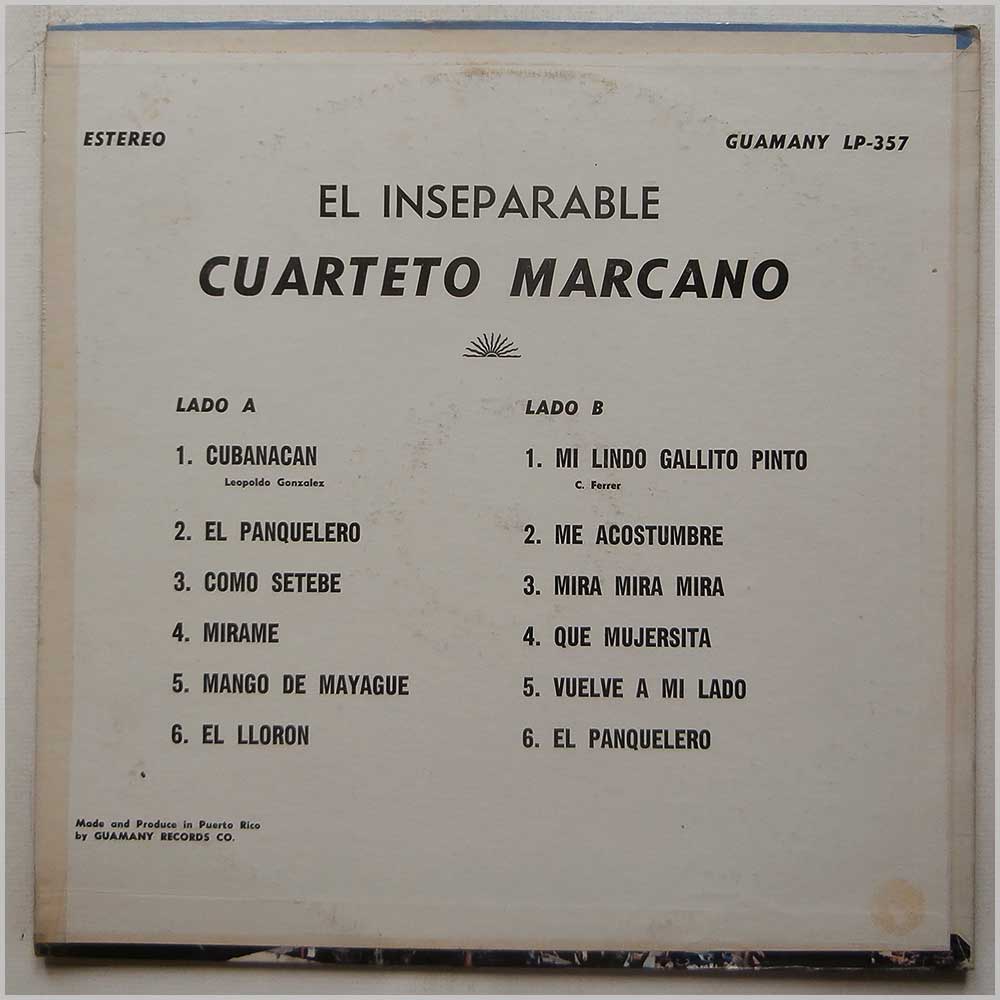 ESTEREO
GUAMANY LP-357
EL INSEPARABLE
CUARTETO MARCANO
LADO A
1. CUBANACAN
Leopoldo Gonzalez
2. EL PANQUELERO
3. COMO SETEBE
4. MIRAME
5. MANGO DE MAYAGUE
6. EL LLORON
LADO B
1. MI LINDO GALLITO PINTO
C. Ferrer
2. ME ACOSTUMBRE
3. MIRA MIRA MIRA
4. QUE MUJERSITA
5. VUELVE A MI LADO
6. EL PANQUELERO
Made and Produce in Puerto Rico
by GUAMANY RECORDS CO.